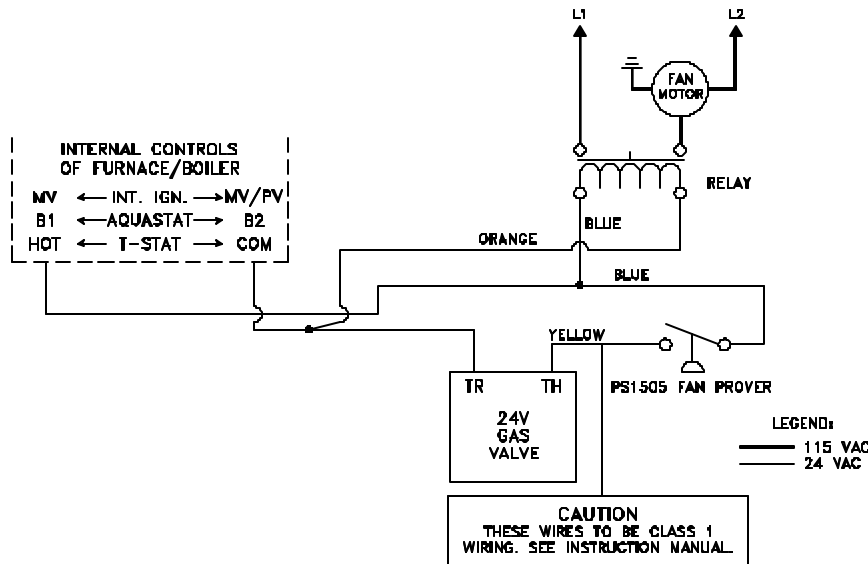 L1 L2
FAN
MOTOR
INTERNAL CONTROLS
OF FURNACE/BOILER
MV INT. IGN. MV/PV
B1 AQUASTAT B2
HOT T-STAT COM
RELAY
BLUE
ORANGE
BLUE
YELLOW
PS1505 FAN PROVER
TR TH
24V
GAS
VALVE
LEGEND:
115 VAC
24 VAC
CAUTION
THESE WIRES TO BE CLASS 1
WIRING. SEE INSTRUCTION MANUAL.